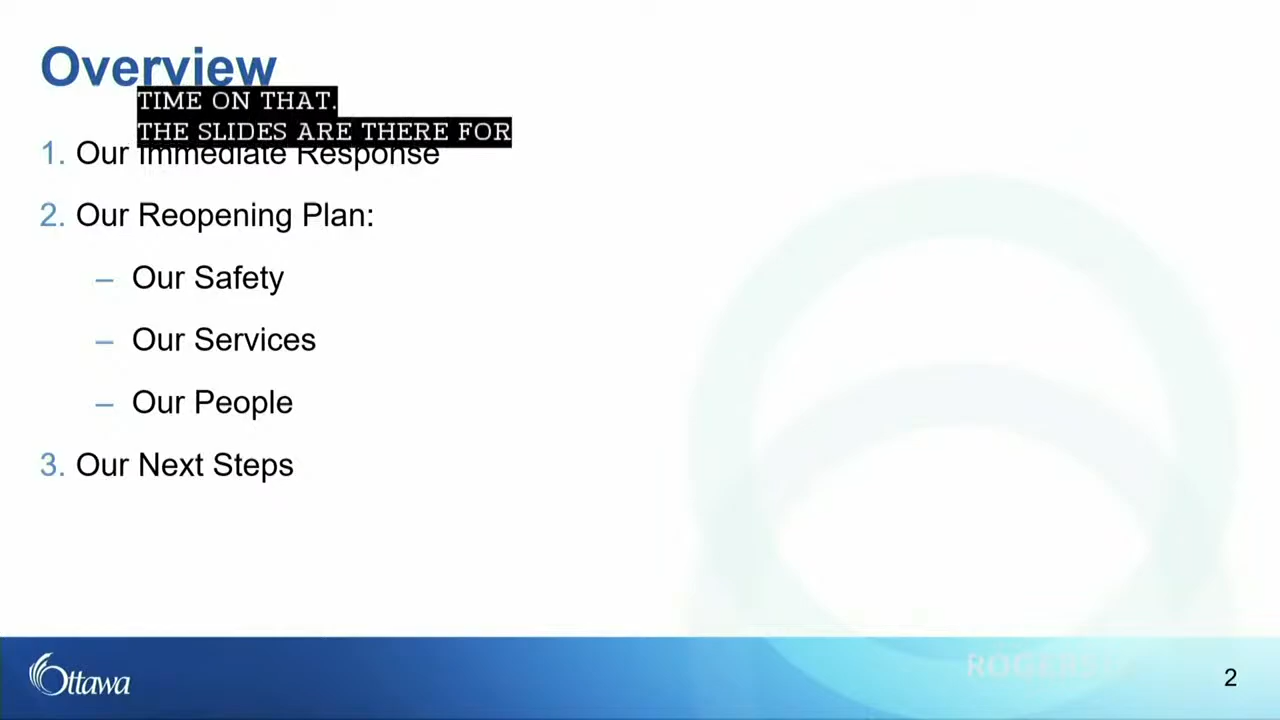 Overview
TIME ON THAT.
THE SLIDES ARE THERE FOR
1. Our Immediate Response
2. Our Reopening Plan:
– Our Safety
– Our Services
– Our People
3. Our Next Steps
Ottawa
ROGERS
2